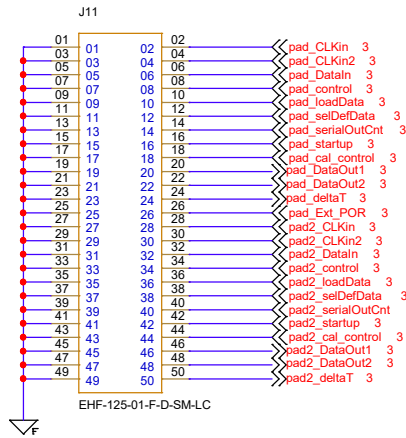 J11
01 01 02 02 pad_CLKin 3
03 03 04 04 pad_CLKin2 3
05 05 06 06 pad_DataIn 3
07 07 08 08 pad_control 3
09 09 10 10 pad_loadData 3
11 11 12 12 pad_selDefData 3
13 13 14 14 pad_serialOutCnt 3
15 15 16 16 pad_startup 3
17 17 18 18 pad_cal_control 3
19 19 20 20 pad_DataOut1 3
21 21 22 22 pad_DataOut2 3
23 23 24 24 pad_deltaT 3
25 25 26 26 pad_Ext_POR 3
27 27 28 28 pad2_CLKin 3
29 29 30 30 pad2_CLKin2 3
31 31 32 32 pad2_DataIn 3
33 33 34 34 pad2_control 3
35 35 36 36 pad2_loadData 3
37 37 38 38 pad2_selDefData 3
39 39 40 40 pad2_serialOutCnt
41 41 42 42 pad2_startup 3
43 43 44 44 pad2_cal_control 3
45 45 46 46 pad2_DataOut1 3
47 47 48 48 pad2_DataOut2 3
49 49 50 50 pad2_deltaT 3
EHF-125-01-F-D-SM-LC
F